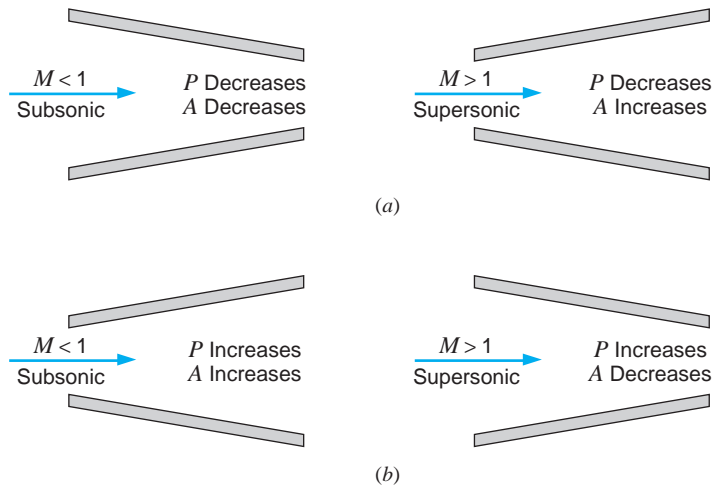 M < 1
Subsonic
P Decreases
A Decreases
M > 1
Supersonic
P Decreases
A Increases
(a)
M < 1
Subsonic
P Increases
A Increases
M > 1
Supersonic
P Increases
A Decreases
(b)